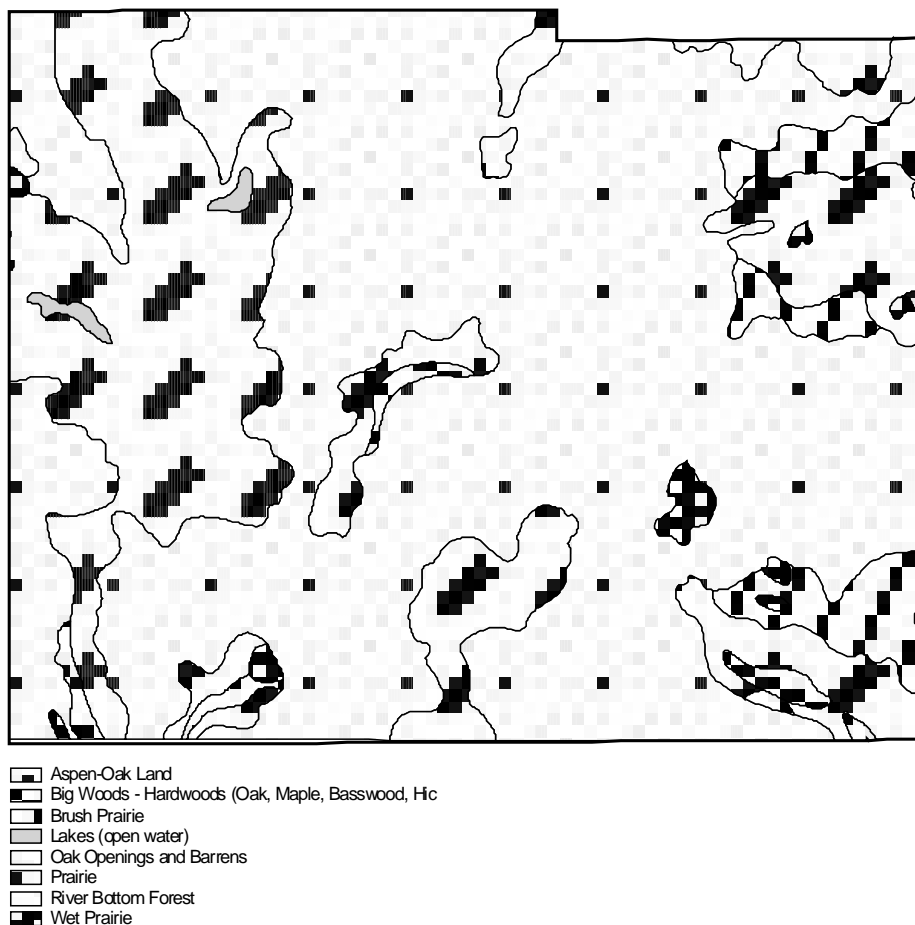 Aspen-Oak Land
Big Woods - Hardwoods (Oak, Maple, Basswood, Hic
Brush Prairie
Lakes (open water)
Oak Openings and Barrens
Prairie
River Bottom Forest
Wet Prairie